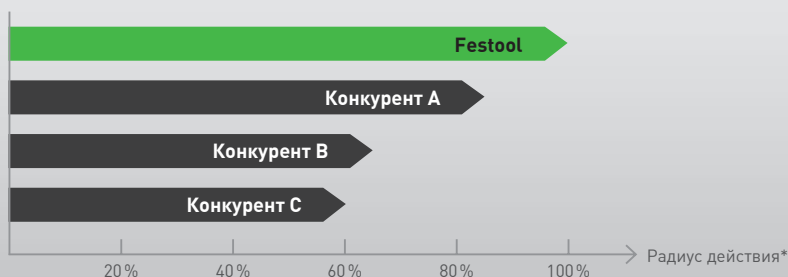 Festool
Конкурент A
Конкурент B
Конкурент C
20 % 40 % 60 % 80 % 100 % Радиус действия*